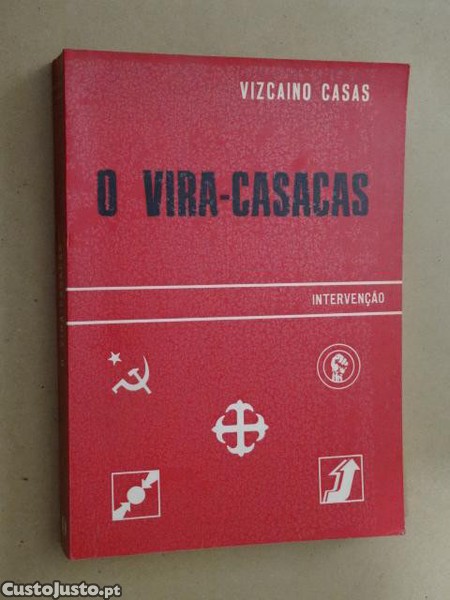 VIZCAINO CASAS
O VIRA-CASACAS
INTERVENÇÃO
CustoJusto.pt